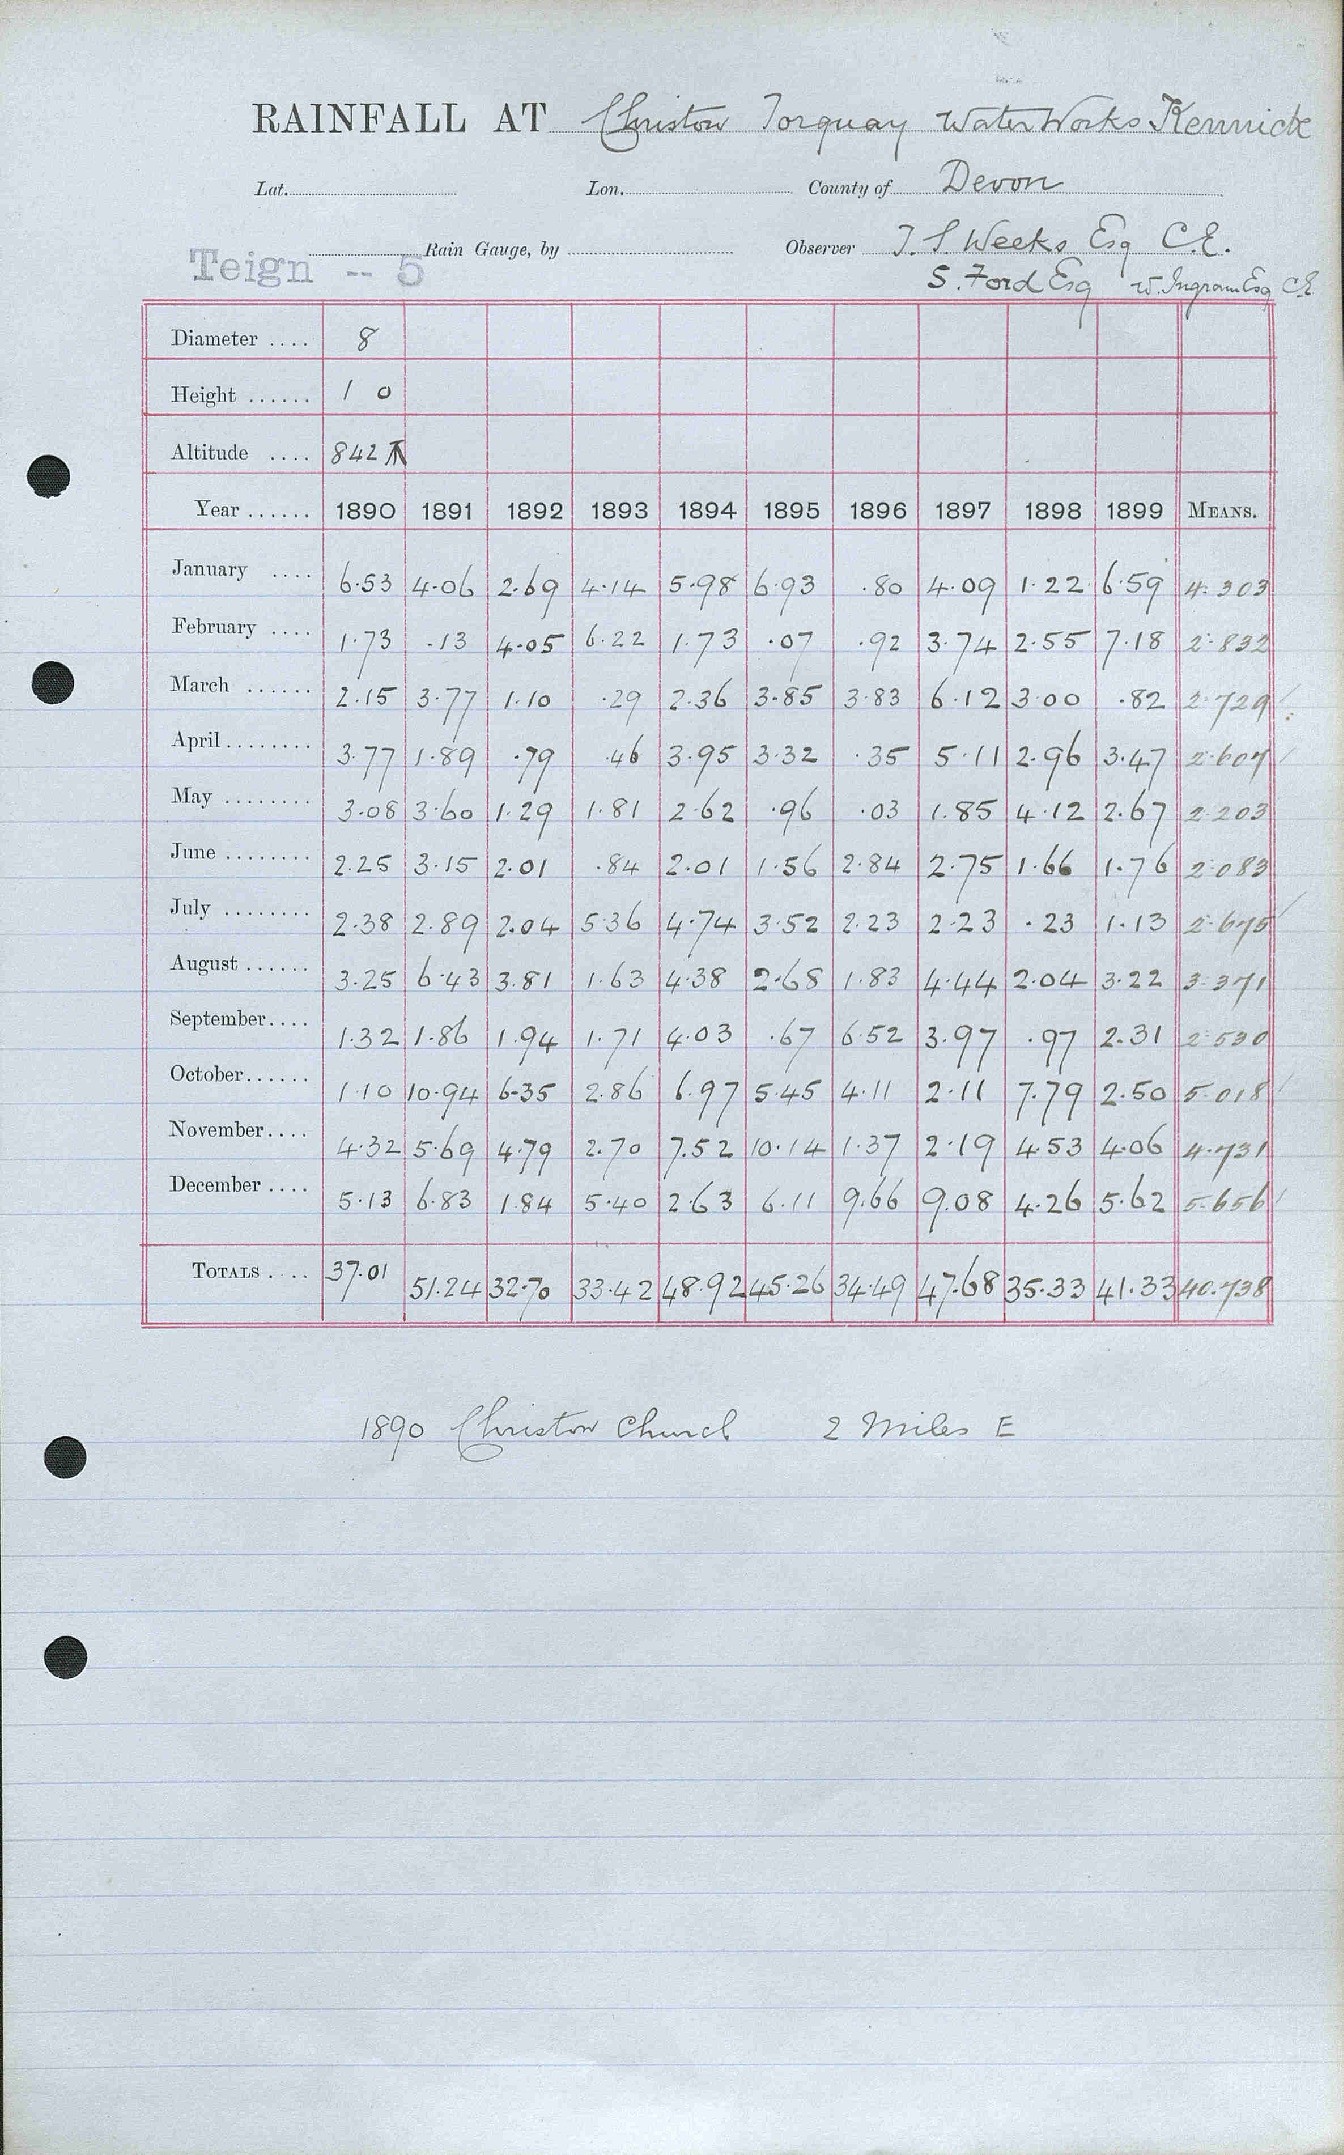 RAINFALL AT Christow Torquay Water Works Kennick
Lat. Lon. County of Devon
Teign -- 5 Rain Gauge, by Observer T. S. Weeks Esq C.E.
S. Ford Esq W. Ingram Esq CE
Diameter .... 8
Height ...... 1 0
Altitude .... 842
Year ...... 1890 1891 1892 1893 1894 1895 1896 1897 1898 1899 MEANS.
January .... 6.53 4.06 2.69 4.14 5.98 6.93 .80 4.09 1.22 6.59 4.303
February .... 1.73 .13 4.05 6.22 1.73 .07 .92 3.74 2.55 7.18 2.832
March ...... 2.15 3.77 1.10 .29 2.36 3.85 3.83 6.12 3.00 .82 2.729
April ........ 3.77 1.89 .79 .46 3.95 3.32 .35 5.11 2.96 3.47 2.607
May ........ 3.08 3.60 1.29 1.81 2.62 .96 .03 1.85 4.12 2.67 2.203
June ........ 2.25 3.15 2.01 .84 2.01 1.56 2.84 2.75 1.66 1.76 2.083
July ........ 2.38 2.89 2.04 5.36 4.74 3.52 2.23 2.23 .23 1.13 2.675
August ...... 3.25 6.43 3.81 1.63 4.38 2.68 1.83 4.44 2.04 3.22 3.371
September.... 1.32 1.86 1.94 1.71 4.03 .67 6.52 3.97 .97 2.31 2.530
October...... 1.10 10.94 6.35 2.86 6.97 5.45 4.11 2.11 7.79 2.50 5.018
November.... 4.32 5.69 4.79 2.70 7.52 10.14 1.37 2.19 4.53 4.06 4.731
December .... 5.13 6.83 1.84 5.40 2.63 6.11 9.66 9.08 4.26 5.62 5.656
TOTALS .... 37.01 51.24 32.70 33.42 48.92 45.26 34.49 47.68 35.33 41.33 40.738
1890 Christow Church 2 Miles E